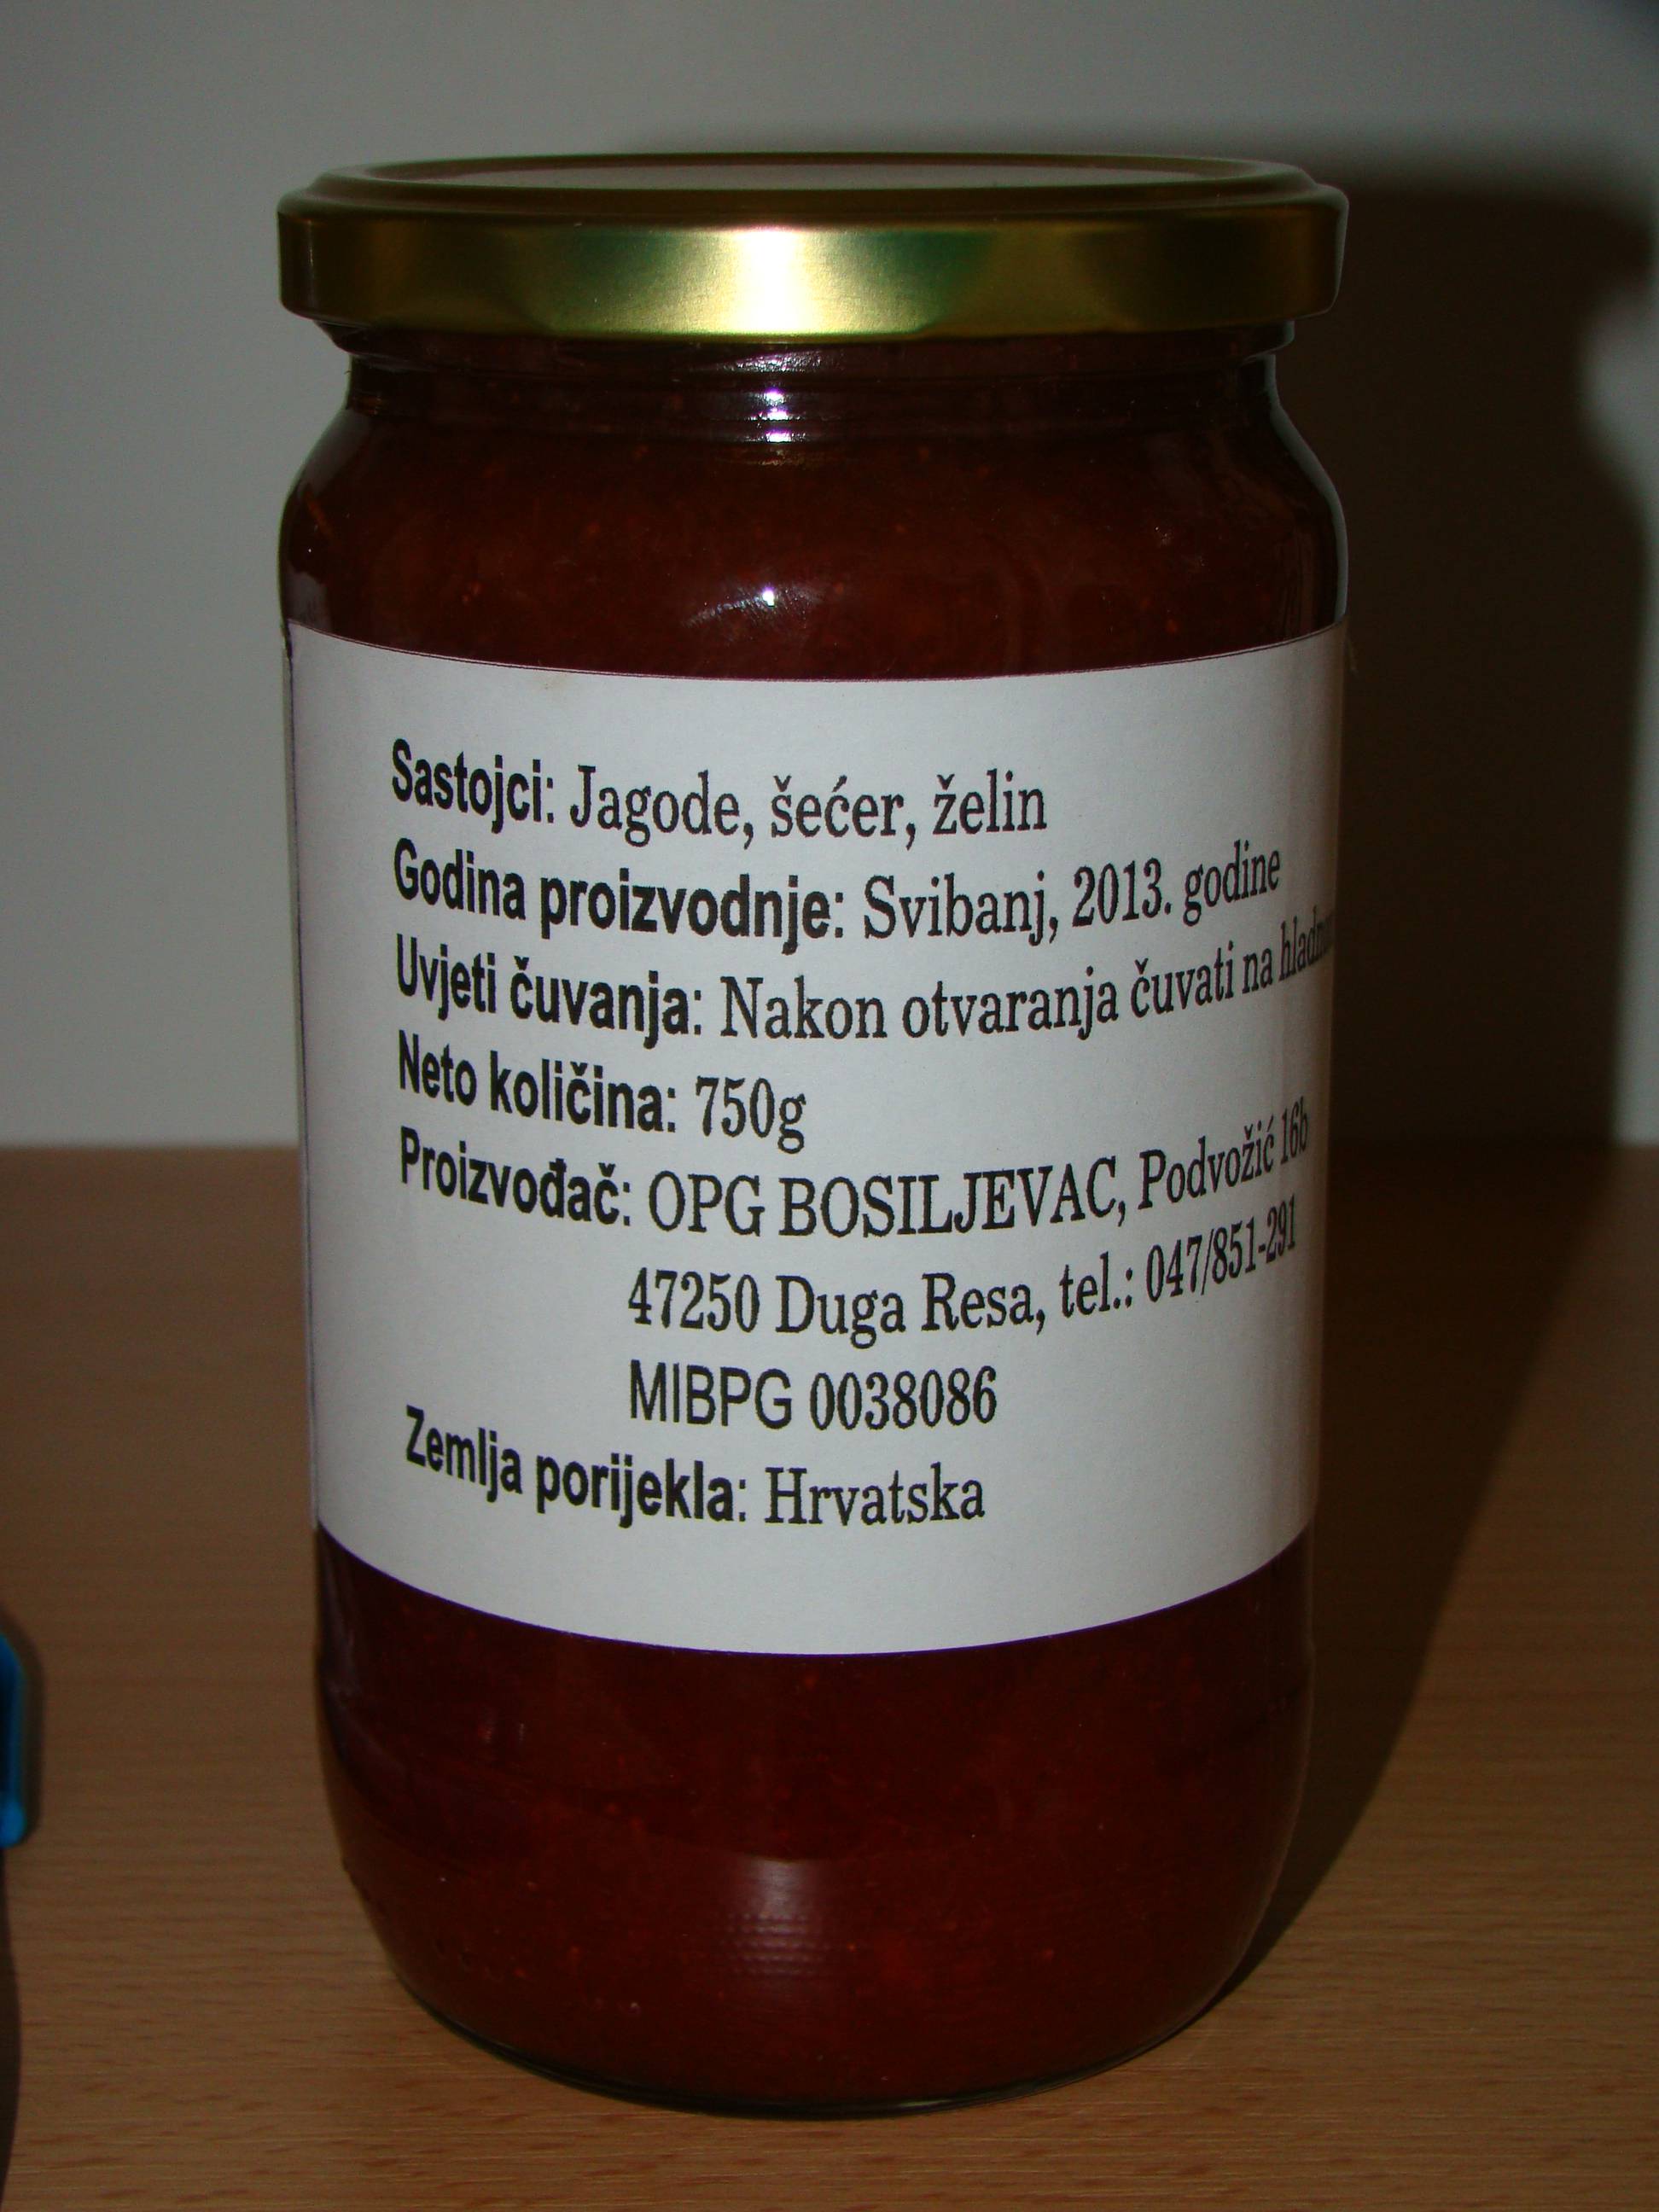 Sastojci: Jagode, šećer, želin
Godina proizvodnje: Svibanj, 2013. godine
Uvjeti čuvanja: Nakon otvaranja čuvati na
Neto količina: 750g
Proizvođač: OPG BOSILJEVAC, Podvožić 16b
47250 Duga Resa, tel.: 047/851-291
MIBPG 0038086
Zemlja porijekla: Hrvatska